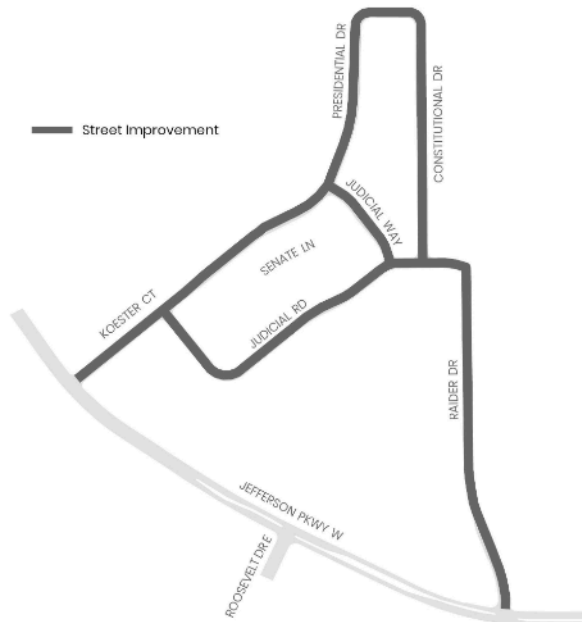 PRESIDENTIAL DR
CONSTITUTIONAL DR
Street Improvement
JUDICIAL WAY
SENATE LN
KOESTER CT
JUDICIAL RD
RAIDER DR
JEFFERSON PKWY W
ROOSEVELT DR E